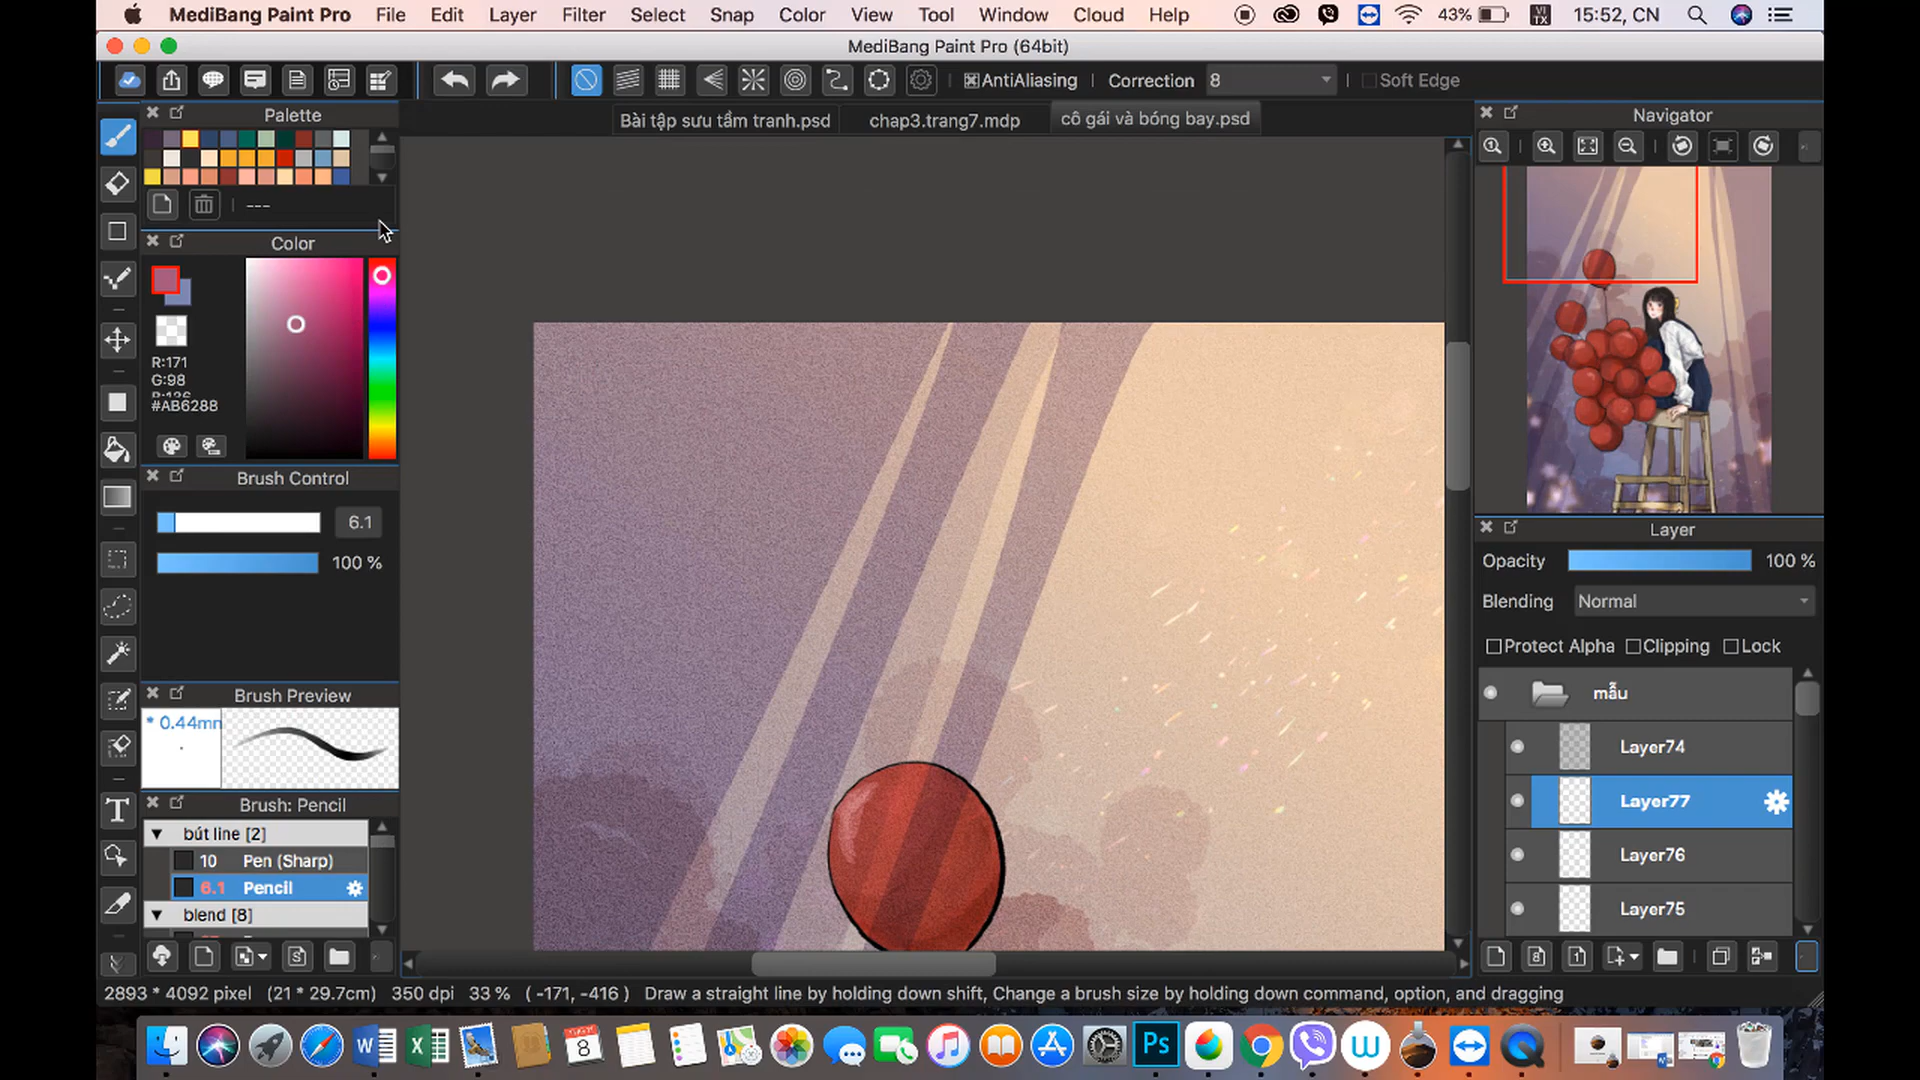 MediBang Paint Pro File Edit Layer Filter Select Snap Color View Tool Window Cloud Help 43% VI TX 15:52, CN
MediBang Paint Pro (64bit)
AntiAliasing Correction 8 Soft Edge
Palette
Bài tập sưu tầm tranh.psd chap3.trang7.mdp cô gái và bóng bay.psd
Navigator
---
Color
R:171
G:98
#AB6288
Brush Control
6.1
100 %
Brush Preview
* 0.44mm
Brush: Pencil
bút line [2]
10 Pen (Sharp)
6.1 Pencil
blend [8]
Layer
Opacity 100 %
Blending Normal
Protect Alpha Clipping Lock
mẫu
Layer74
Layer77
Layer76
Layer75
2893 * 4092 pixel (21 * 29.7cm) 350 dpi 33 % ( -171, -416 ) Draw a straight line by holding down shift, Change a brush size by holding down command, option, and dragging